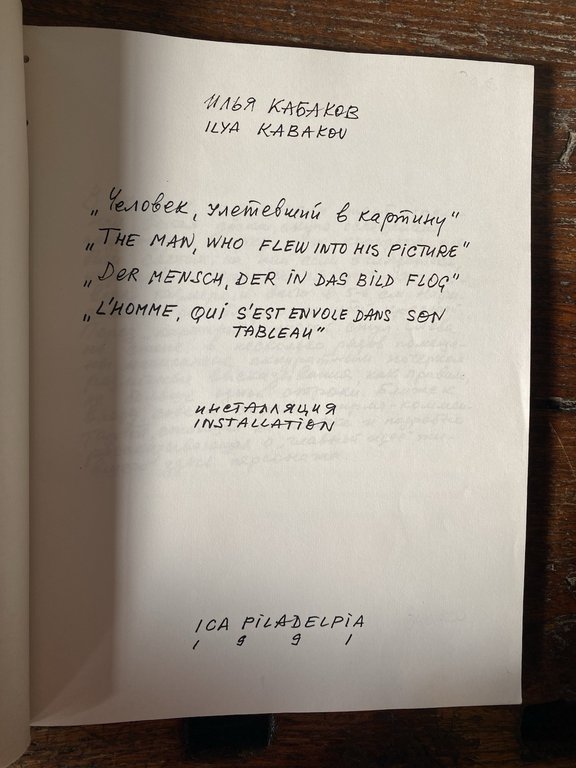 ИЛЬЯ КАБАКОВ
ILYA KABAKOV
„Человек, улетевший в картину"
„THE MAN, WHO FLEW INTO HIS PICTURE"
„DER MENSCH, DER IN DAS BILD FLOG"
„L'HOMME, QUI S'EST ENVOLE DANS SON
TABLEAU"
ИНСТАЛЛЯЦИЯ
INSTALLATION
ICA PILADELPIA
1 9 9 1